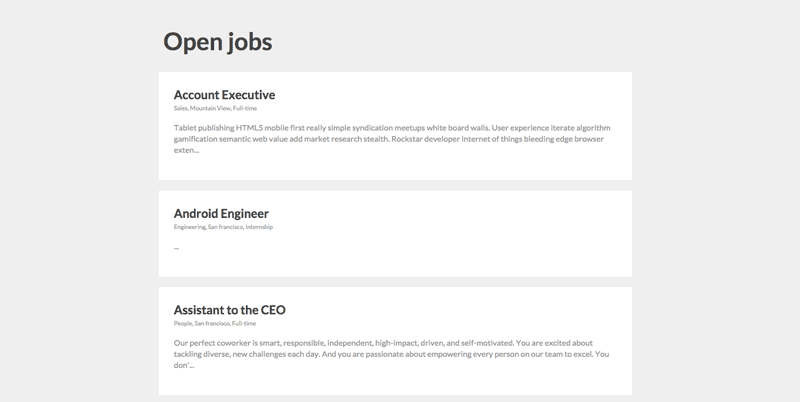 Open jobs
Account Executive
Sales, Mountain View, Full-time
Tablet publishing HTML5 mobile first really simple syndication meetups white board walls. User experience iterate algorithm
gamification semantic web value add market research stealth. Rockstar developer internet of things bleeding edge browser
exten...
Android Engineer
Engineering, San francisco, Internship
...
Assistant to the CEO
People, San francisco, Full-time
Our perfect coworker is smart, responsible, independent, high-impact, driven, and self-motivated. You are excited about
tackling diverse, new challenges each day. And you are passionate about empowering every person on our team to excel. You
don'...